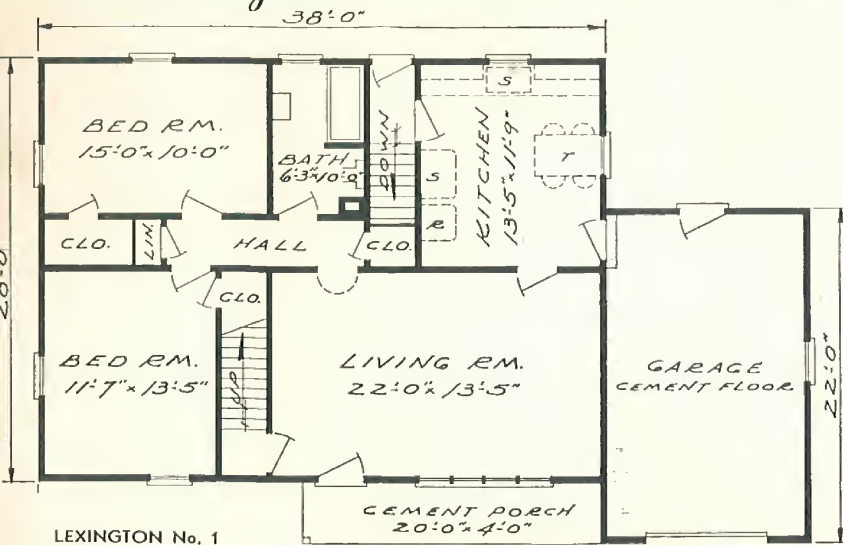 38'-0"
BED RM.
15'-0" x 10'-0"
BATH
6'-3" x 10'-0"
DOWN
S
KITCHEN
13'-5" x 11'-9"
S
R
T
CLO.
LIN.
HALL
CLO.
CLO.
BED RM.
11'-7" x 13'-5"
UP
LIVING RM.
22'-0" x 13'-5"
GARAGE
CEMENT FLOOR
22'-0"
CEMENT PORCH
20'-0" x 4'-0"
LEXINGTON No. 1